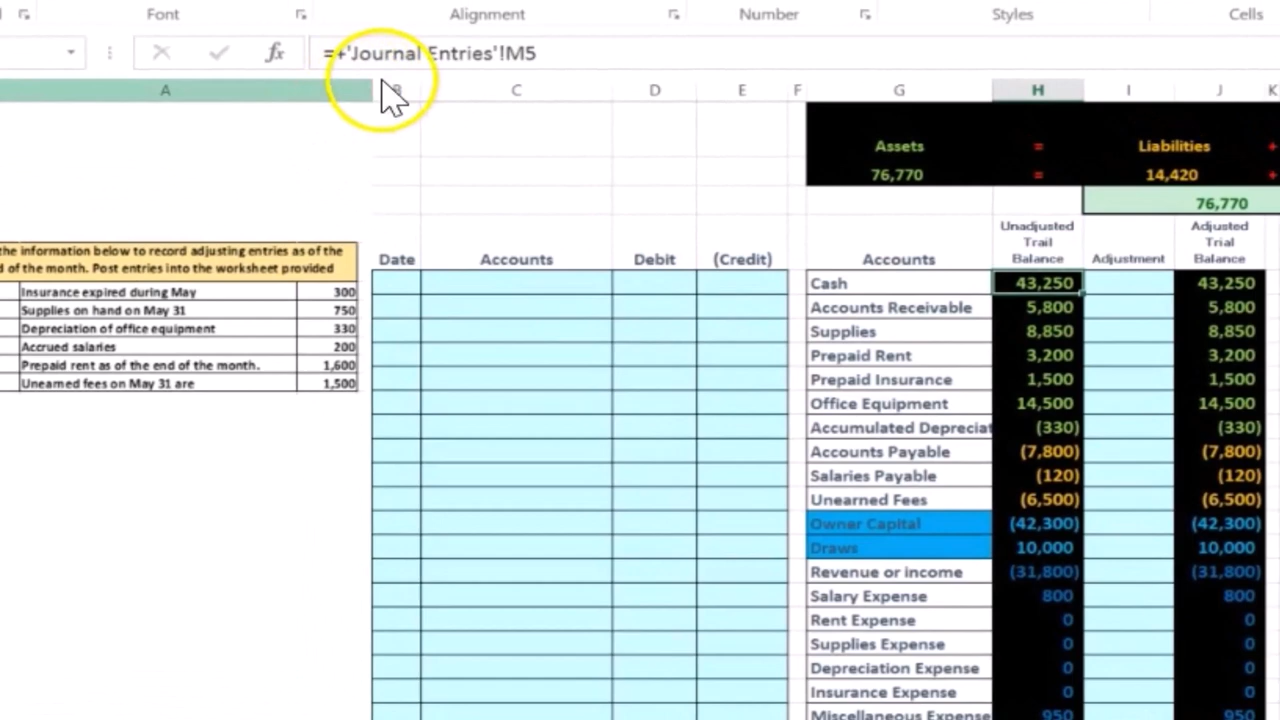 Font Alignment Number Styles Cells
fx =+'Journal Entries'!M5
A B C D E F G H I J K
Assets = Liabilities +
76,770 = 14,420 +
76,770
the information below to record adjusting entries as of the
d of the month. Post entries into the worksheet provided
Insurance expired during May 300
Supplies on hand on May 31 750
Depreciation of office equipment 330
Accrued salaries 200
Prepaid rent as of the end of the month. 1,600
Unearned fees on May 31 are 1,500
Date Accounts Debit (Credit)
Accounts Unadjusted Trail Balance Adjustment Adjusted Trial Balance
Cash 43,250 43,250
Accounts Receivable 5,800 5,800
Supplies 8,850 8,850
Prepaid Rent 3,200 3,200
Prepaid Insurance 1,500 1,500
Office Equipment 14,500 14,500
Accumulated Depreciat (330) (330)
Accounts Payable (7,800) (7,800)
Salaries Payable (120) (120)
Unearned Fees (6,500) (6,500)
Owner Capital (42,300) (42,300)
Draws 10,000 10,000
Revenue or income (31,800) (31,800)
Salary Expense 800 800
Rent Expense 0 0
Supplies Expense 0 0
Depreciation Expense 0 0
Insurance Expense 0 0
Miscellaneous Expense 950 950